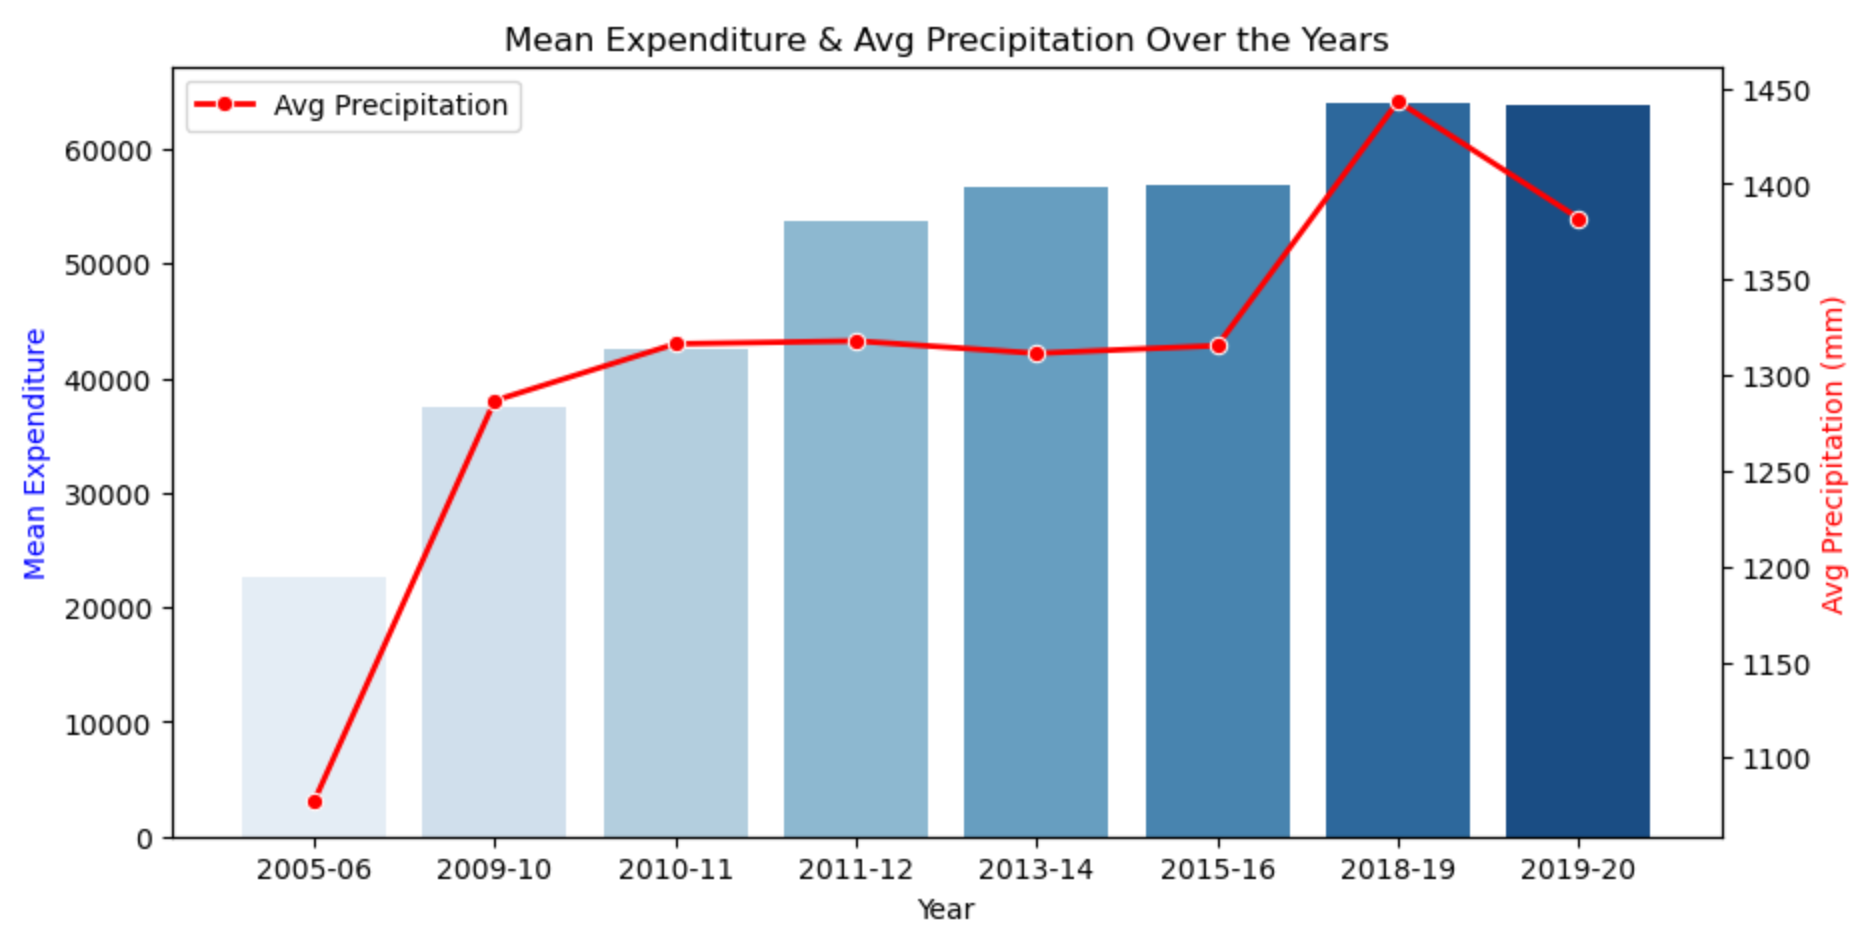 Mean Expenditure & Avg Precipitation Over the Years
Avg Precipitation
Mean Expenditure
60000
50000
40000
30000
20000
10000
0
1450
1400
1350
1300
1250
1200
1150
1100
Avg Precipitation (mm)
2005-06 2009-10 2010-11 2011-12 2013-14 2015-16 2018-19 2019-20
Year